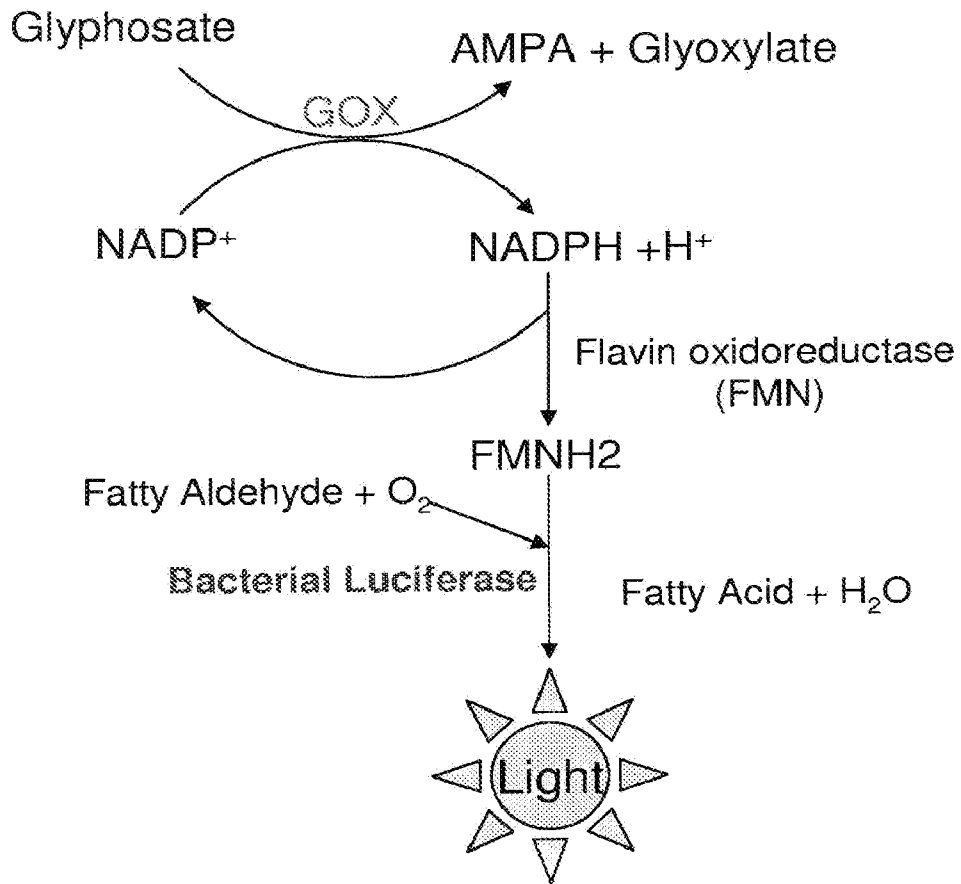 Glyphosate
AMPA + Glyoxylate
GOX
NADP⁺
NADPH +H⁺
Flavin oxidoreductase
(FMN)
FMNH2
Fatty Aldehyde + O₂
Bacterial Luciferase
Fatty Acid + H₂O
Light